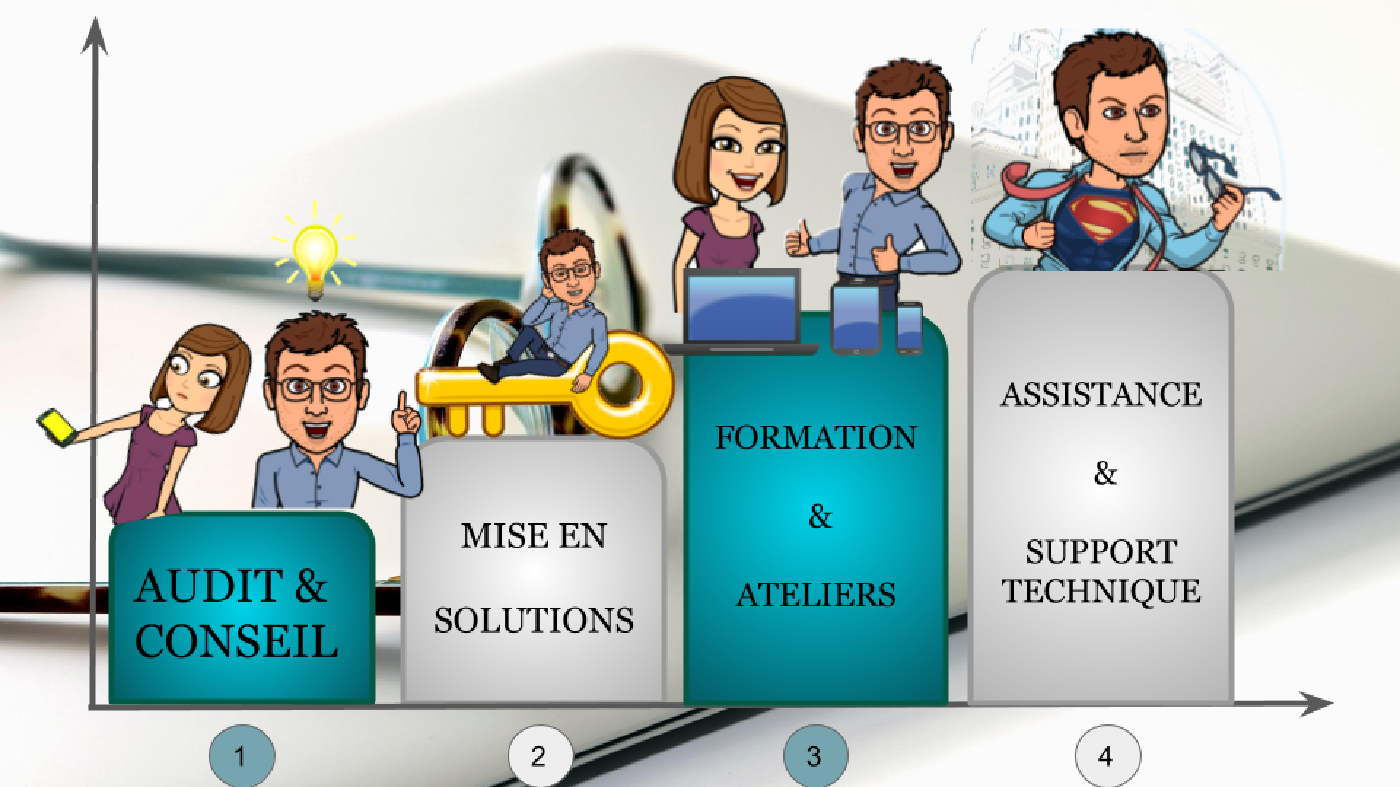 AUDIT &
CONSEIL
MISE EN
SOLUTIONS
FORMATION
&
ATELIERS
ASSISTANCE
&
SUPPORT
TECHNIQUE
1
2
3
4